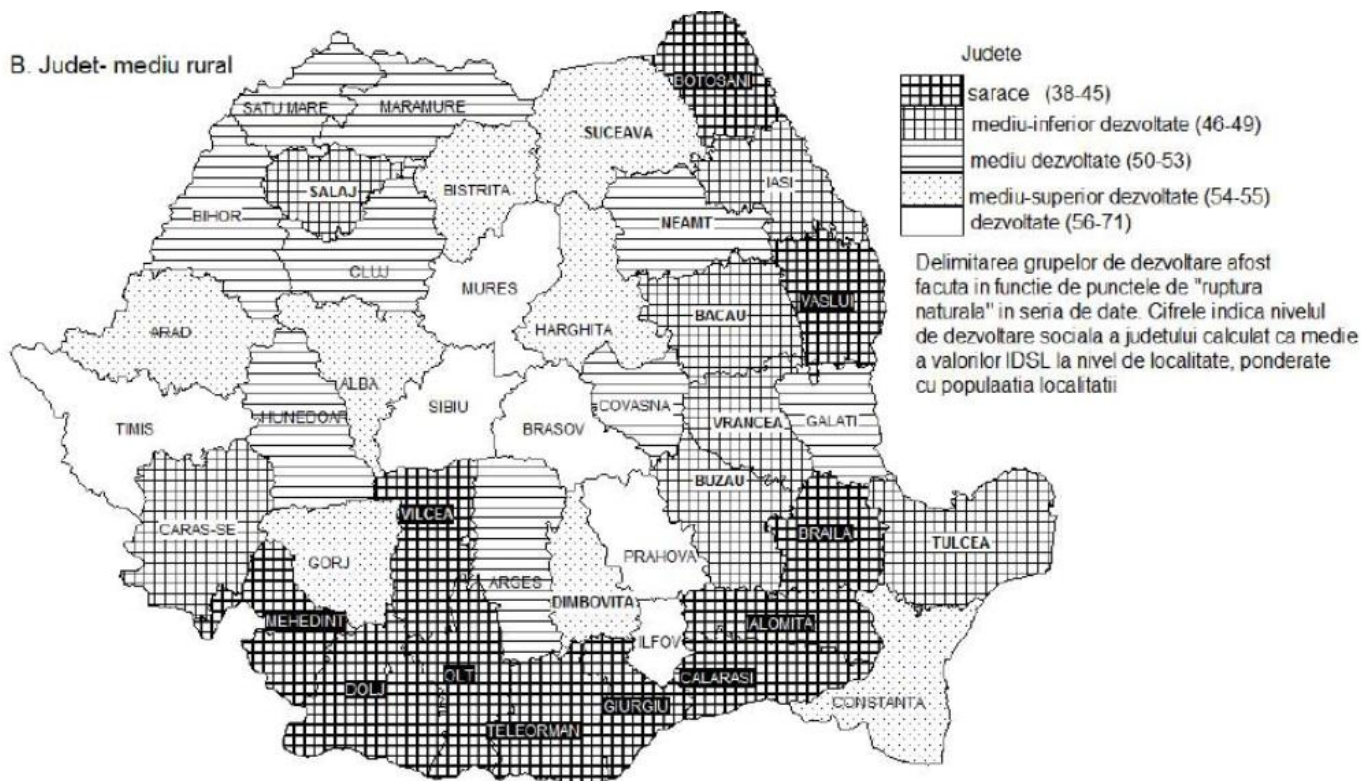 B. Judet- mediu rural
Judete
sarace (38-45)
mediu-inferior dezvoltate (46-49)
mediu dezvoltate (50-53)
mediu-superior dezvoltate (54-55)
dezvoltate (56-71)
Delimitarea grupelor de dezvoltare afost
facuta in functie de punctele de "ruptura
naturala" in seria de date. Cifrele indica nivelul
de dezvoltare sociala a judetului calculat ca medie
a valorilor IDSL la nivel de localitate, ponderate
cu populaatia localitatii
BOTOSANI
SATU MARE
MARAMURE
SUCEAVA
IASI
SALAJ
BISTRITA
BIHOR
NEAMT
CLUJ
MURES
VASLUI
BACAU
ARAD
HARGHITA
ALBA
SIBIU
COVASNA
HUNEDOAR
TIMIS
BRASOV
VRANCEA
GALATI
BUZAU
VILCEA
CARAS-SE
BRAILA
TULCEA
GORJ
PRAHOVA
ARGES
DIMBOVITA
MEHEDINT
IALOMITA
ILFOV
OLT
CALARASI
DOLJ
GIURGIU
CONSTANTA
TELEORMAN